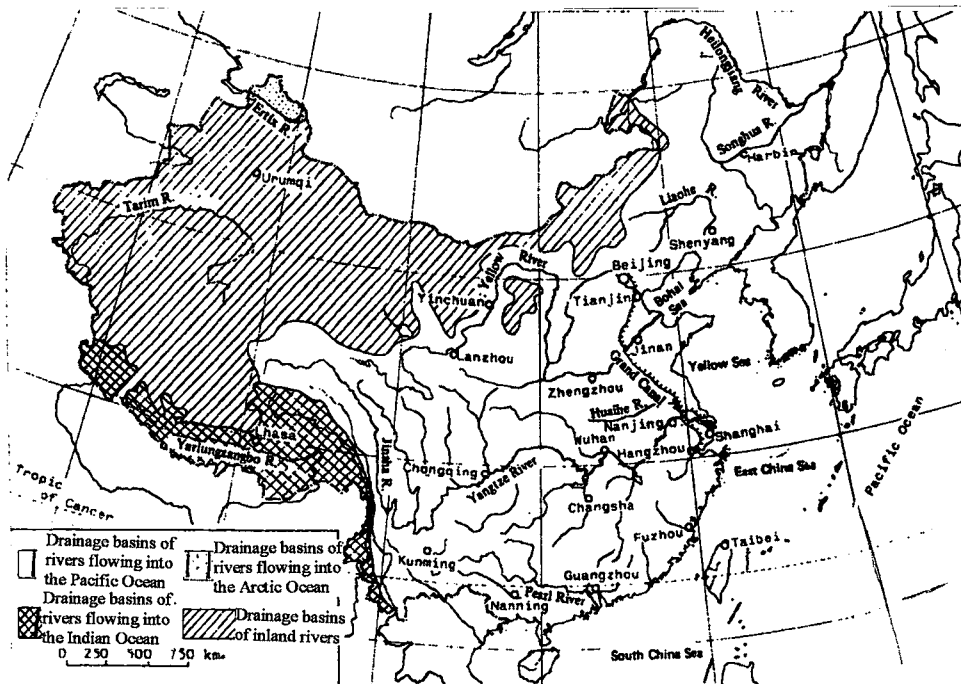 Heilongjiang
River
Ertix R.
Songhua R.
Harbin
Urumqi
Tarim R.
Liaohe R.
Shenyang
Yellow River
Beijing
Yinchuang
Tianjin
Bohai
Sea
Lanzhou
Jinan
Yellow Sea
Grand Canal
Zhengzhou
Huaihe R.
Nanjing
Shanghai
Lhasa
Yarlungzangbo R.
Jinsha R.
Wuhan
Hangzhou
Chongqing
Yangtze River
East China Sea
Pacific Ocean
Tropic
of Cancer
Changsha
Fuzhou
Taibei
Kunming
Guangzhou
Pearl River
Nanning
South China Sea
Drainage basins of
rivers flowing into
the Pacific Ocean
Drainage basins of
rivers flowing into
the Arctic Ocean
Drainage basins of
rivers flowing into
the Indian Ocean
Drainage basins
of inland rivers
0 250 500 750 km.